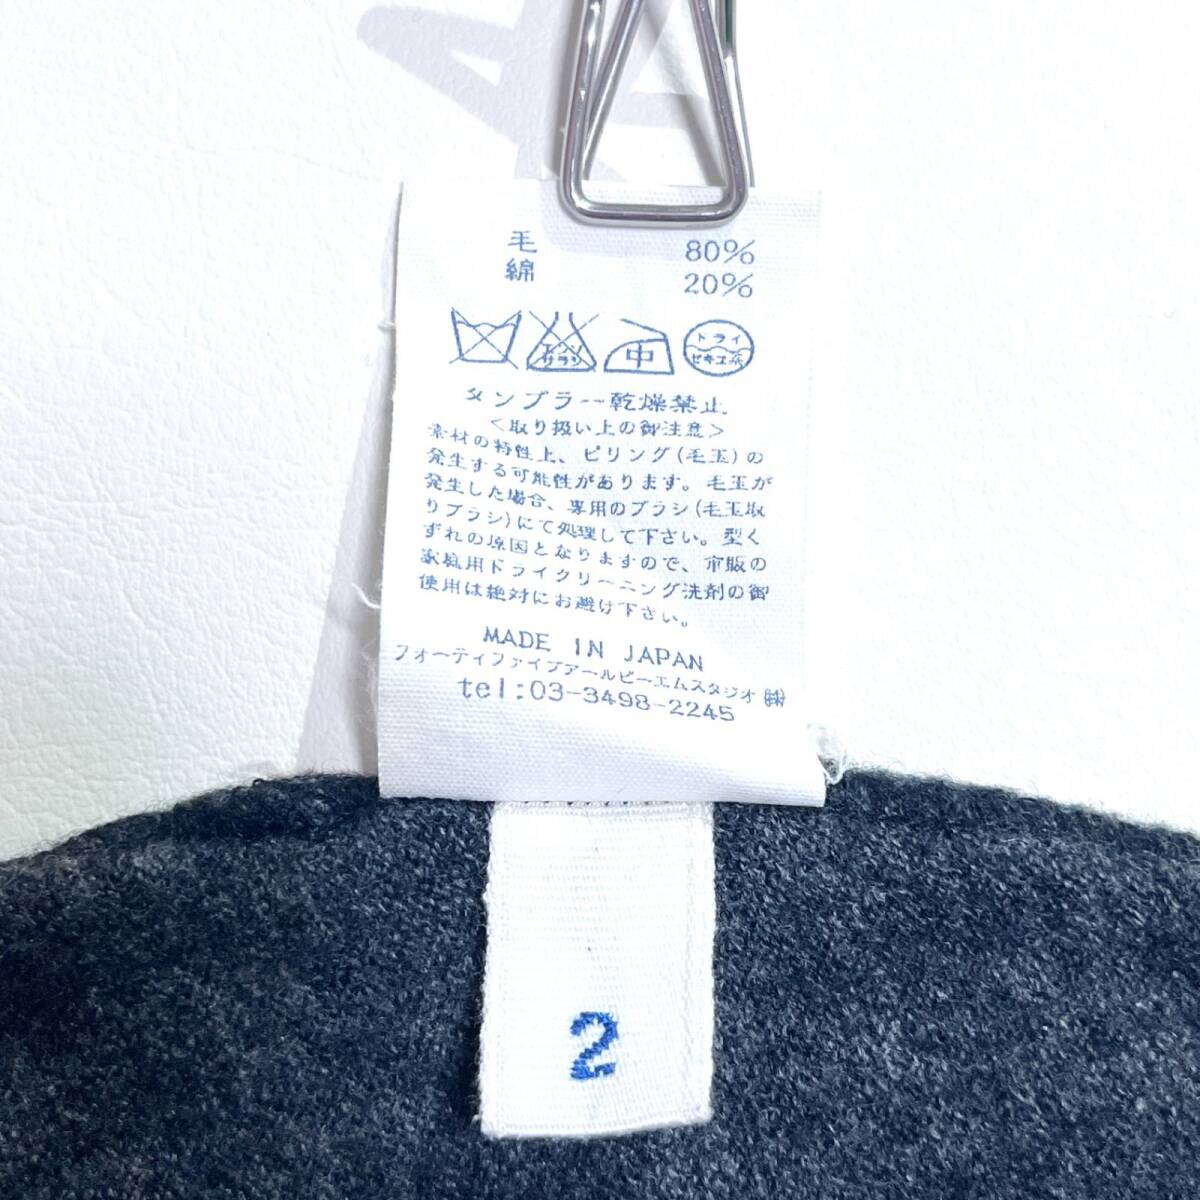 毛 80%
綿 20%
エンソ サラシ 中 ドライ
セキユ系
タンブラー乾燥禁止
<取り扱い上の御注意>
素材の特性上、ピリング(毛玉)の
発生する可能性があります。毛玉が
発生した場合、専用のブラシ(毛玉取
りブラシ)にて処理して下さい。型く
ずれの原因となりますので、市販の
家庭用ドライクリーニング洗剤の御
使用は絶対にお避け下さい。
MADE IN JAPAN
フォーティファイブアールピーエムスタジオ㈱
tel:03-3498-2245
2